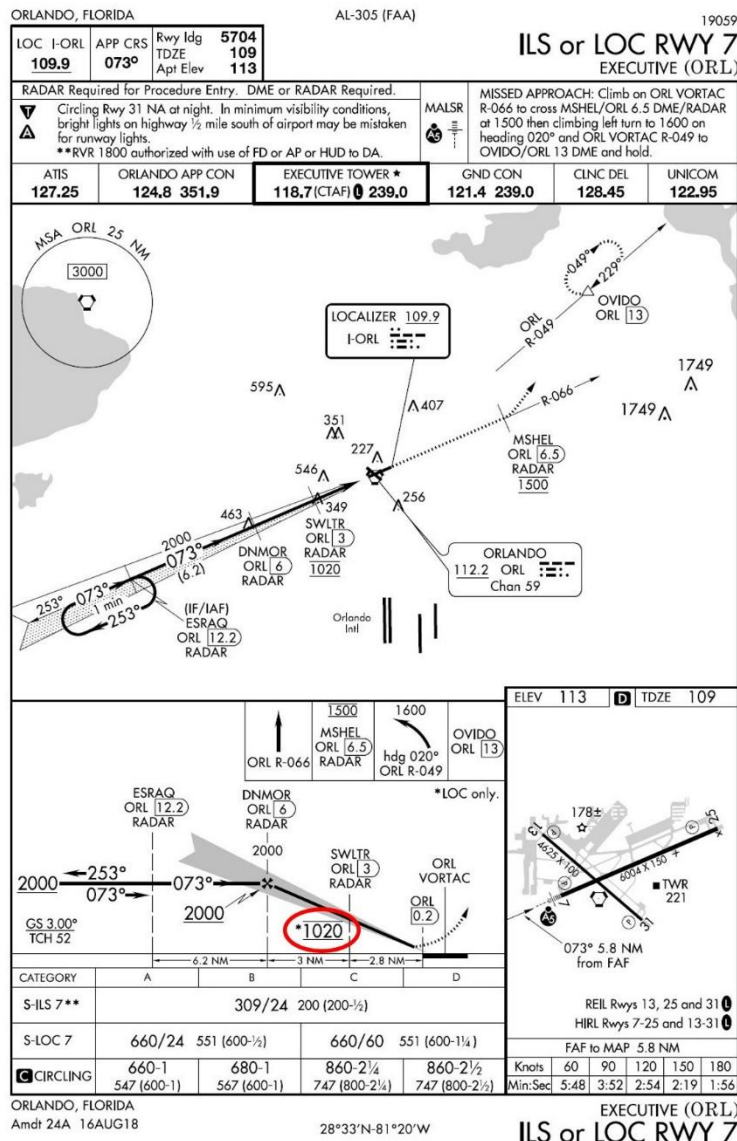 ORLANDO, FLORIDA
AL-305 (FAA)
19059
LOC I-ORL
109.9
APP CRS
073°
Rwy Idg 5704
TDZE 109
Apt Elev 113
ILS or LOC RWY 7
EXECUTIVE (ORL)
RADAR Required for Procedure Entry. DME or RADAR Required.
T
A
Circling Rwy 31 NA at night. In minimum visibility conditions,
bright lights on highway ½ mile south of airport may be mistaken
for runway lights.
**RVR 1800 authorized with use of FD or AP or HUD to DA.
MALSR
A5
MISSED APPROACH: Climb on ORL VORTAC
R-066 to cross MSHEL/ORL 6.5 DME/RADAR
at 1500 then climbing left turn to 1600 on
heading 020° and ORL VORTAC R-049 to
OVIDO/ORL 13 DME and hold.
ATIS
127.25
ORLANDO APP CON
124.8 351.9
EXECUTIVE TOWER ★
118.7 (CTAF) L 239.0
GND CON
121.4 239.0
CLNC DEL
128.45
UNICOM
122.95
MSA ORL 25 NM
3000
049°
229°
OVIDO
ORL 13
ORL
R-049
LOCALIZER 109.9
I-ORL
595
407
R-066
1749
1749
351
MSHEL
ORL 6.5
RADAR
1500
227
546
349
256
463
SWLTR
ORL 3
RADAR
1020
2000
073°
(6.2)
DNMOR
ORL 6
RADAR
ORLANDO
112.2 ORL
Chan 59
253°
073°
1 min
253°
(IF/IAF)
ESRAQ
ORL 12.2
RADAR
Orlando
Intl
ELEV 113
D
TDZE 109
ORL R-066
1500
MSHEL
ORL 6.5
RADAR
1600
hdg 020°
ORL R-049
OVIDO
ORL 13
*LOC only.
ESRAQ
ORL 12.2
RADAR
DNMOR
ORL 6
RADAR
2000
SWLTR
ORL 3
RADAR
ORL
VORTAC
ORL
0.2
2000
253°
073°
073°
2000
*1020
GS 3.00°
TCH 52
6.2 NM
3 NM
2.8 NM
178±
13
25
4625 X 100
6004 X 150
P
P
P
P
TWR
221
7
31
A5
073° 5.8 NM
from FAF
CATEGORY A B C D
S-ILS 7** 309/24 200 (200-½)
S-LOC 7 660/24 551 (600-½) 660/60 551 (600-1¼)
C CIRCLING
660-1
547 (600-1)
680-1
567 (600-1)
860-2¼
747 (800-2¼)
860-2½
747 (800-2½)
REIL Rwys 13, 25 and 31 L
HIRL Rwys 7-25 and 13-31 L
FAF to MAP 5.8 NM
Knots 60 90 120 150 180
Min:Sec 5:48 3:52 2:54 2:19 1:56
ORLANDO, FLORIDA
Amdt 24A 16AUG18
28°33'N-81°20'W
EXECUTIVE (ORL)
ILS or LOC RWY 7